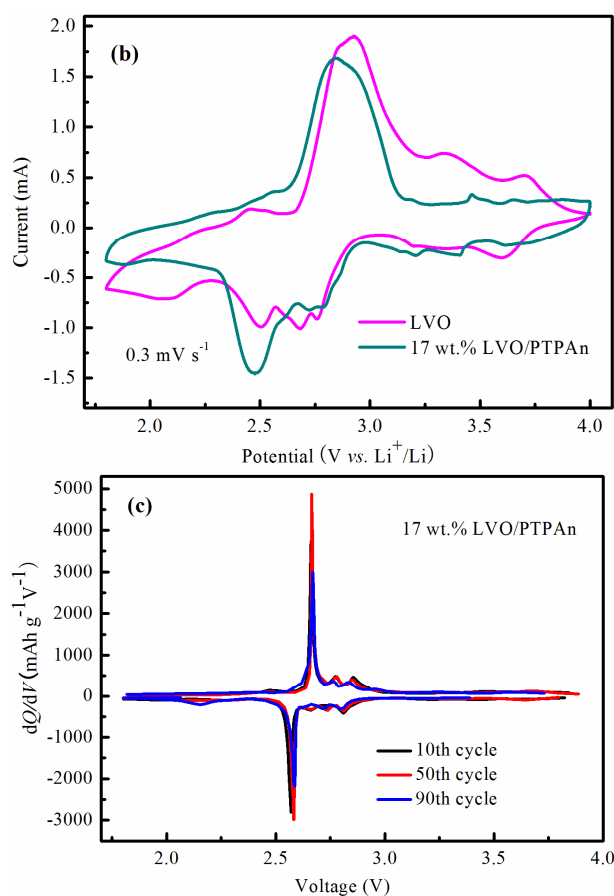 (b)
2.0
1.5
1.0
0.5
0.0
-0.5
-1.0
-1.5
Current (mA)
LVO
17 wt.% LVO/PTPAn
0.3 mV s⁻¹
2.0 2.5 3.0 3.5 4.0
Potential (V vs. Li⁺/Li)
(c)
17 wt.% LVO/PTPAn
5000
4000
3000
2000
1000
0
-1000
-2000
-3000
dQ/dV (mAh g⁻¹V⁻¹)
10th cycle
50th cycle
90th cycle
2.0 2.5 3.0 3.5 4.0
Voltage (V)